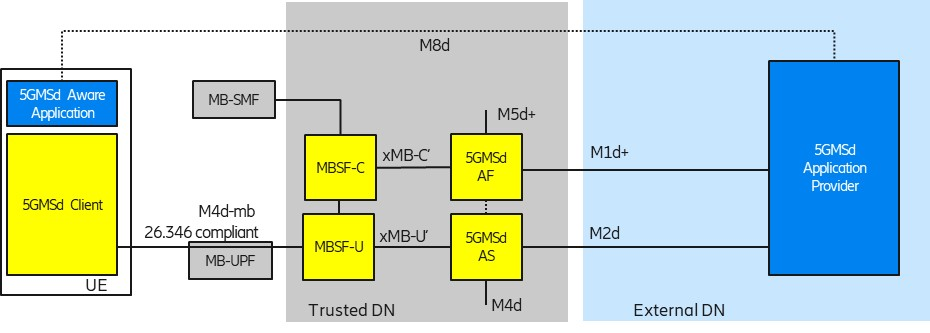 M8d
5GMSd Aware
Application
MB-SMF
M5d+
5GMSd Client
MBSF-C
xMB-C'
5GMSd
AF
M1d+
5GMSd
Application
Provider
M4d-mb
26.346 compliant
MB-UPF
MBSF-U
xMB-U'
5GMSd
AS
M2d
UE
M4d
Trusted DN
External DN